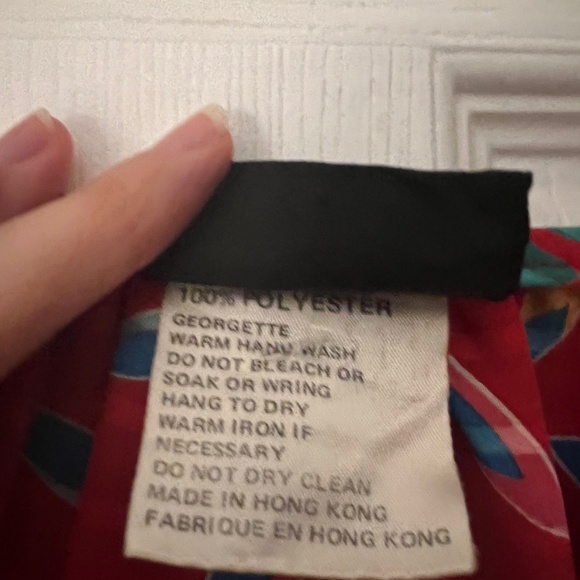 100% POLYESTER
GEORGETTE
WARM HAND WASH
DO NOT BLEACH OR
SOAK OR WRING
HANG TO DRY
WARM IRON IF
NECESSARY
DO NOT DRY CLEAN
MADE IN HONG KONG
FABRIQUE EN HONG KONG